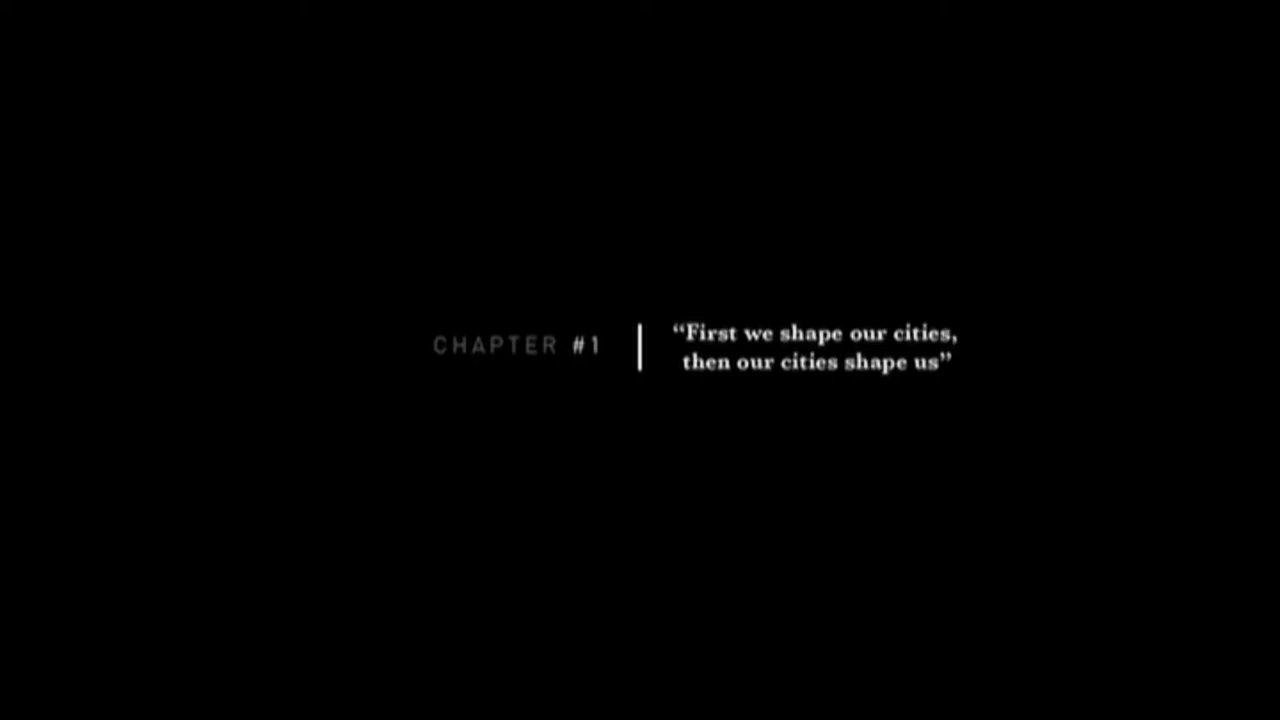 CHAPTER #1
“First we shape our cities,
then our cities shape us”